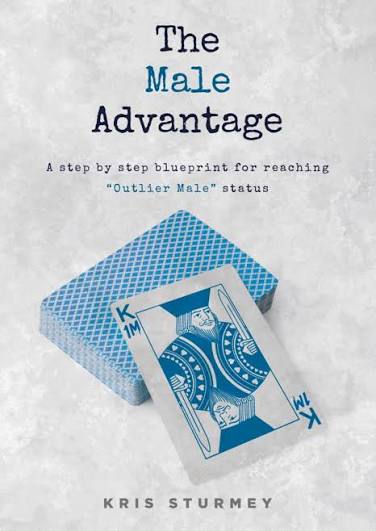 The
Male
Advantage
A step by step blueprint for reaching
“Outlier Male” status
K
1M
K
1M
KRIS STURMEY